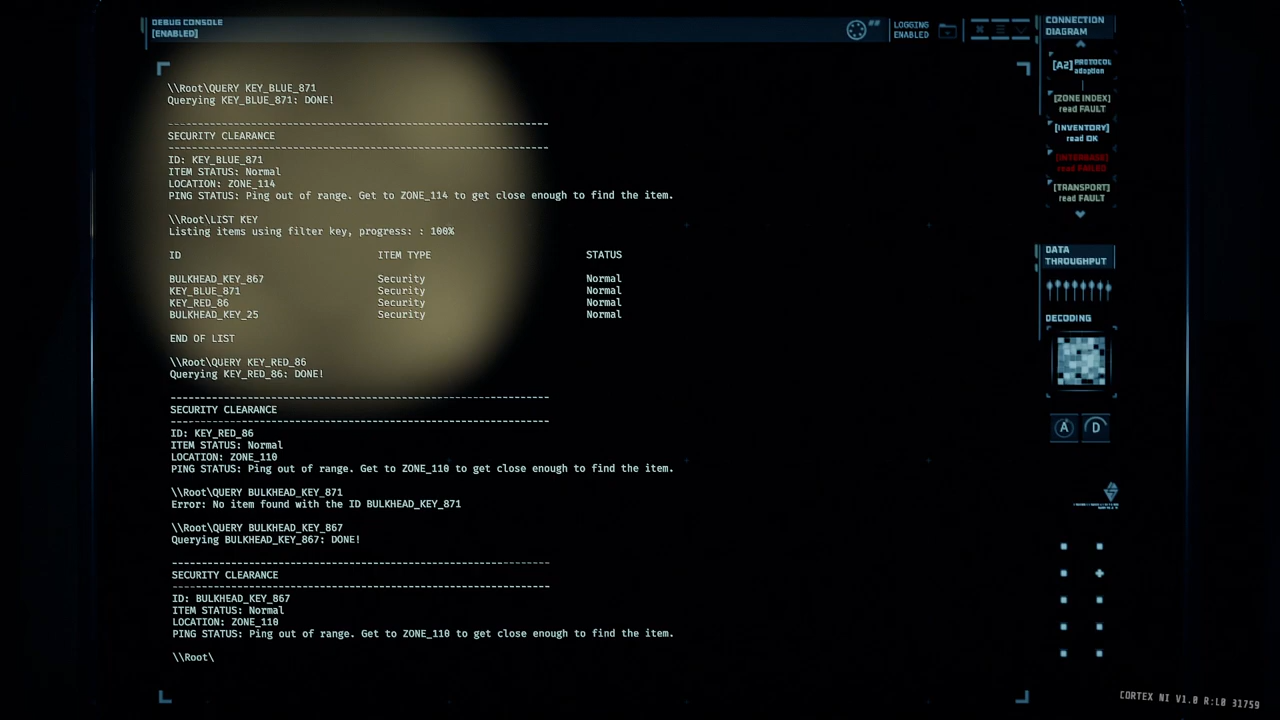 DEBUG CONSOLE
[ENABLED]
LOGGING
ENABLED
\\Root\QUERY KEY_BLUE_871
Querying KEY_BLUE_871: DONE!
--------------------------------------------------------------
SECURITY CLEARANCE
--------------------------------------------------------------
ID: KEY_BLUE_871
ITEM STATUS: Normal
LOCATION: ZONE_114
PING STATUS: Ping out of range. Get to ZONE_114 to get close enough to find the item.
\\Root\LIST KEY
Listing items using filter key, progress: : 100%
ID ITEM TYPE STATUS
BULKHEAD_KEY_867 Security Normal
KEY_BLUE_871 Security Normal
KEY_RED_86 Security Normal
BULKHEAD_KEY_25 Security Normal
END OF LIST
\\Root\QUERY KEY_RED_86
Querying KEY_RED_86: DONE!
--------------------------------------------------------------
SECURITY CLEARANCE
--------------------------------------------------------------
ID: KEY_RED_86
ITEM STATUS: Normal
LOCATION: ZONE_110
PING STATUS: Ping out of range. Get to ZONE_110 to get close enough to find the item.
\\Root\QUERY BULKHEAD_KEY_871
Error: No item found with the ID BULKHEAD_KEY_871
\\Root\QUERY BULKHEAD_KEY_867
Querying BULKHEAD_KEY_867: DONE!
--------------------------------------------------------------
SECURITY CLEARANCE
--------------------------------------------------------------
ID: BULKHEAD_KEY_867
ITEM STATUS: Normal
LOCATION: ZONE_110
PING STATUS: Ping out of range. Get to ZONE_110 to get close enough to find the item.
\\Root\
CONNECTION
DIAGRAM
[A2] PROTOCOL
adoption
[ZONE INDEX]
read FAULT
[INVENTORY]
read OK
[INTERBASE]
read FAILED
[TRANSPORT]
read FAULT
DATA
THROUGHPUT
DECODING
A D
CORTEX NI V1.0 R:L0 31759